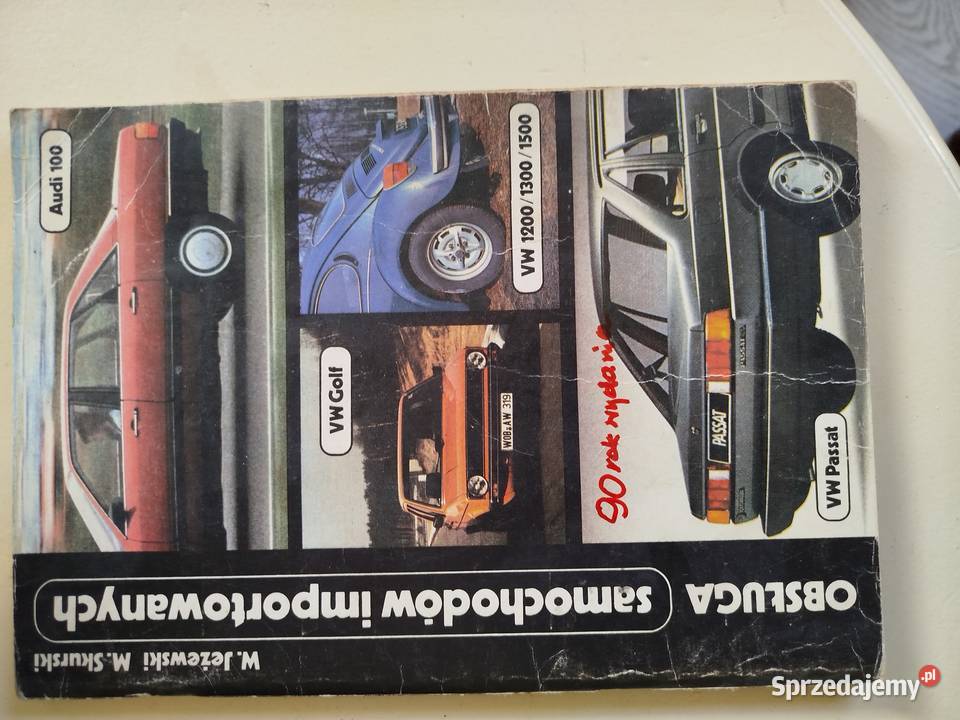 W. Jeżewski M. Skurski
OBSŁUGA
samochodów importowanych
Audi 100
VW 1200/1300/1500
VW Golf
WOB-AW 319
90 rok wydania
PASSAT
PASSAT
VW Passat
Sprzedajemy.pl